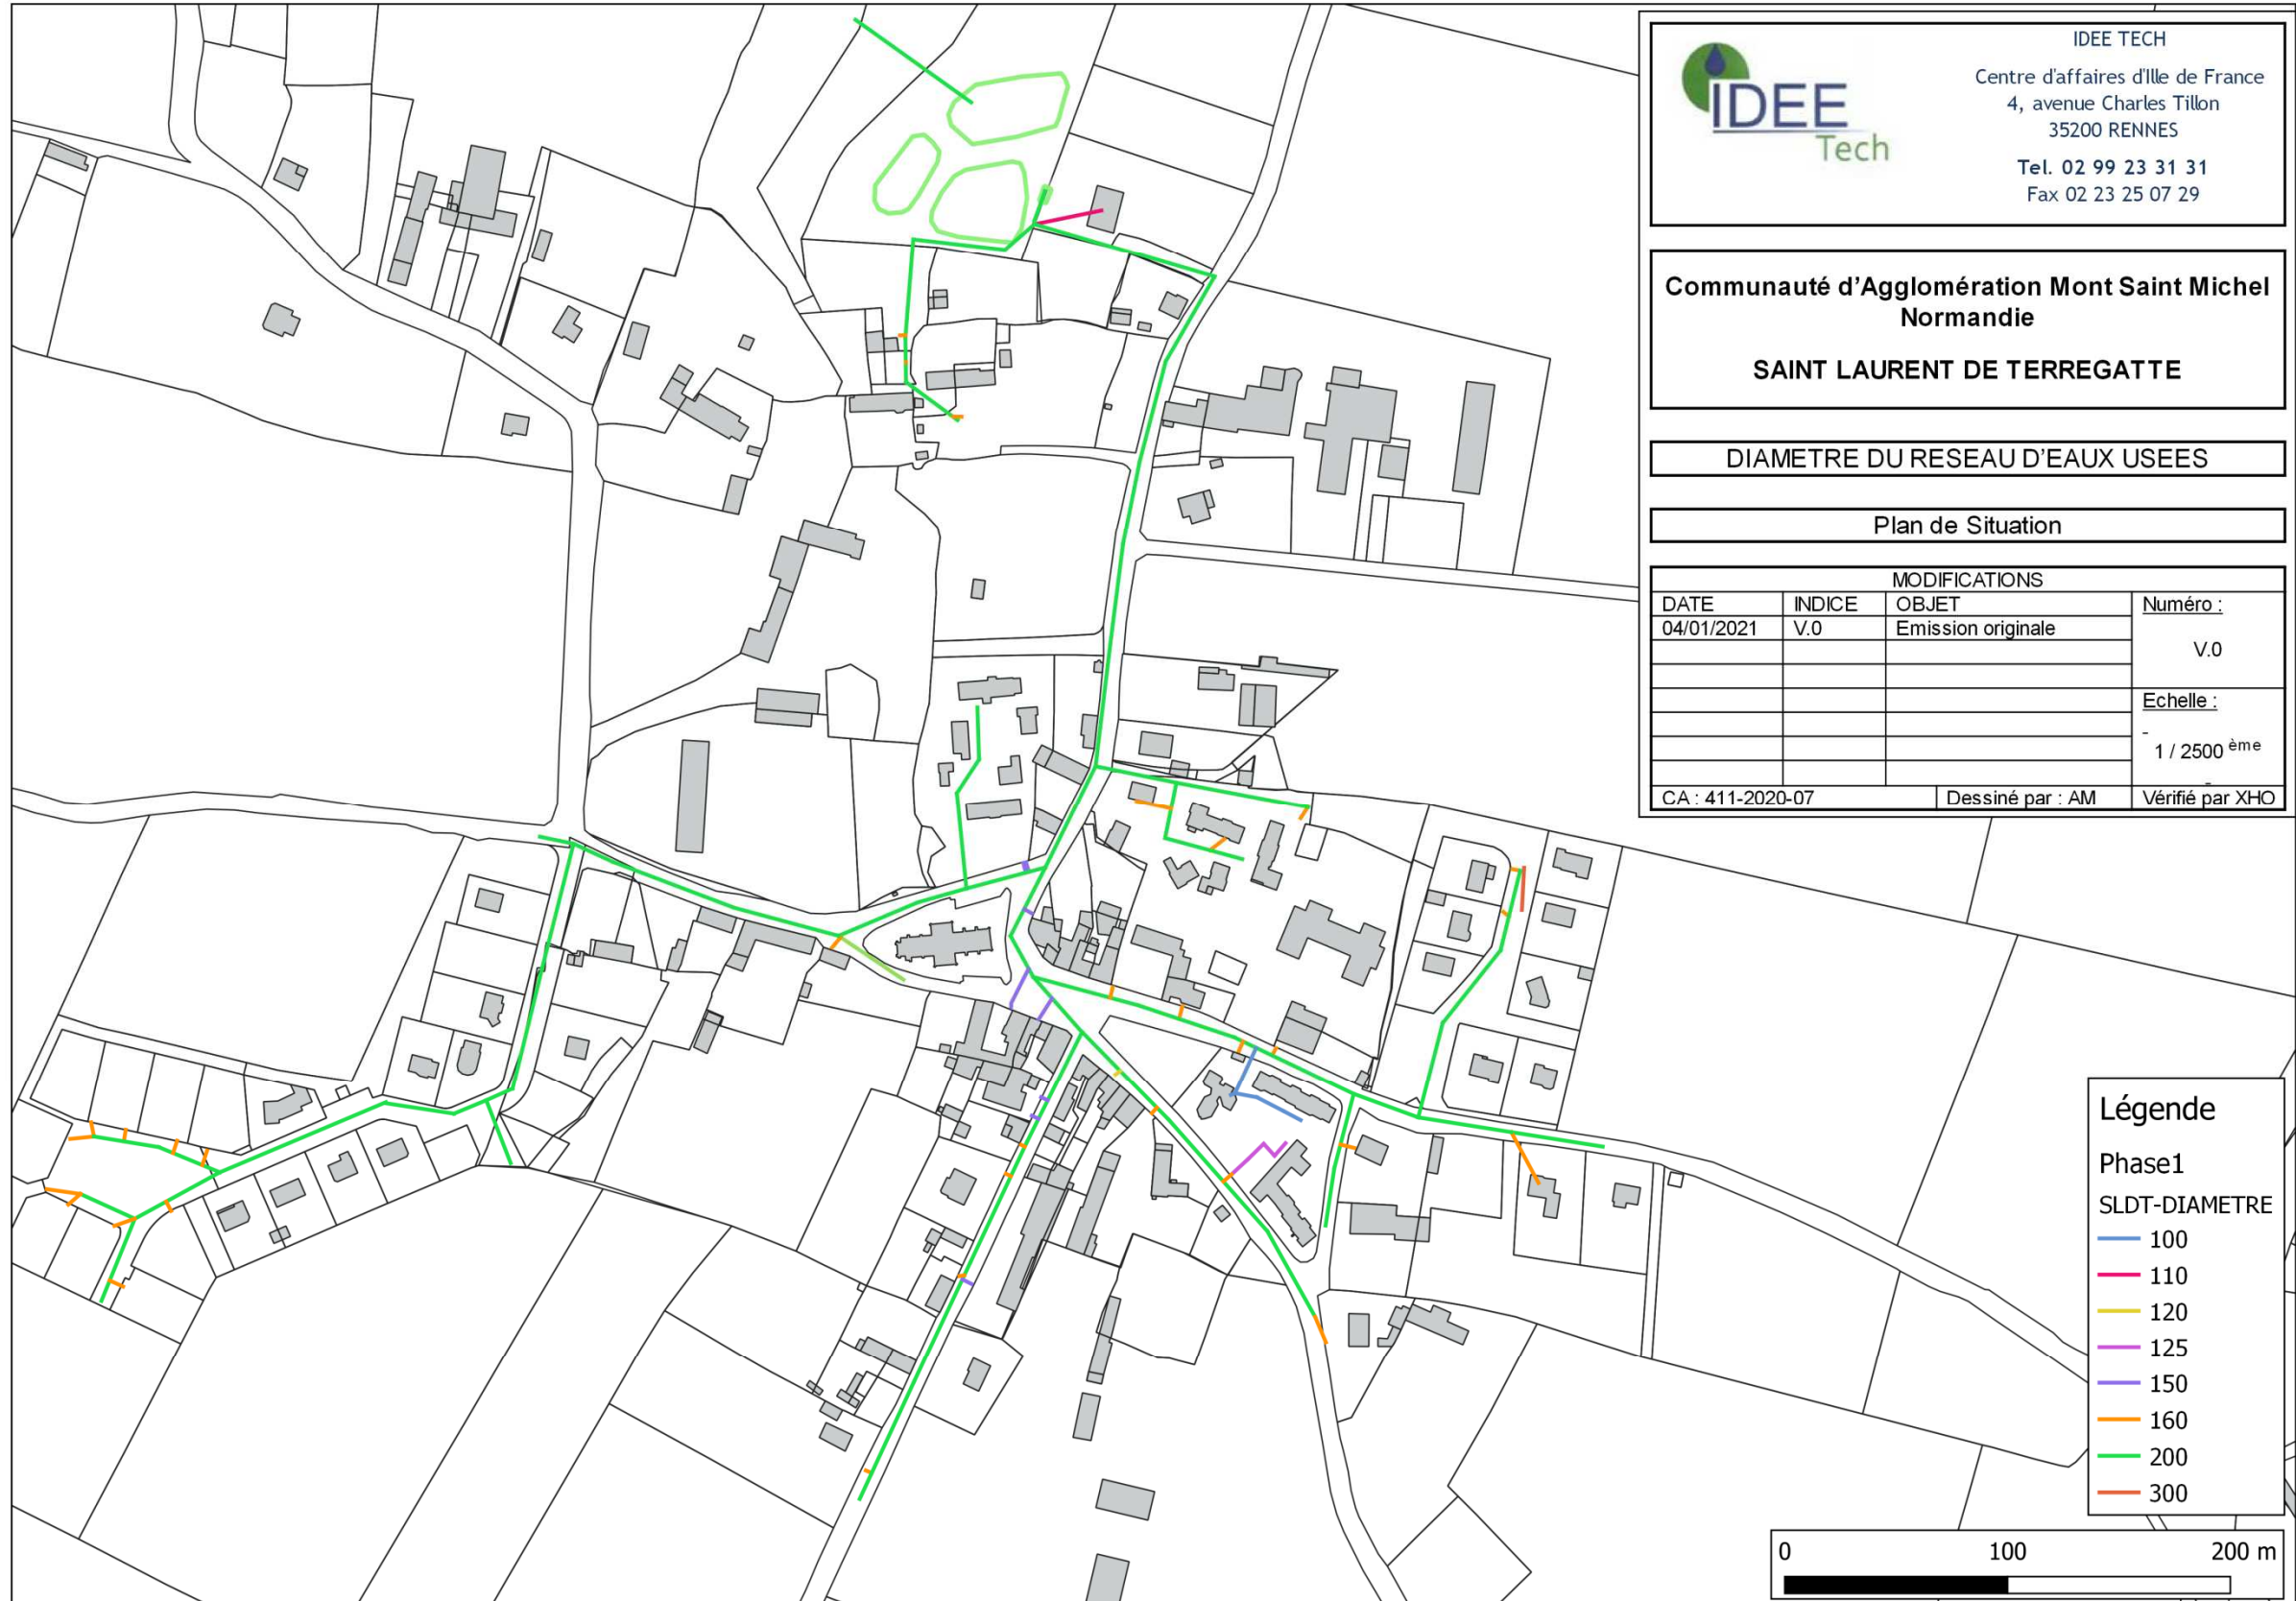 IDEE
Tech
IDEE TECH
Centre d'affaires d'Ille de France
4, avenue Charles Tillon
35200 RENNES
Tel. 02 99 23 31 31
Fax 02 23 25 07 29
Communauté d'Agglomération Mont Saint Michel
Normandie
SAINT LAURENT DE TERREGATTE
DIAMETRE DU RESEAU D'EAUX USEES
Plan de Situation
MODIFICATIONS
DATE INDICE OBJET Numéro :
04/01/2021 V.0 Emission originale
V.0
Echelle :
-
1 / 2500 ème
-
CA : 411-2020-07 Dessiné par : AM Vérifié par XHO
Légende
Phase1
SLDT-DIAMETRE
100
110
120
125
150
160
200
300
0 100 200 m